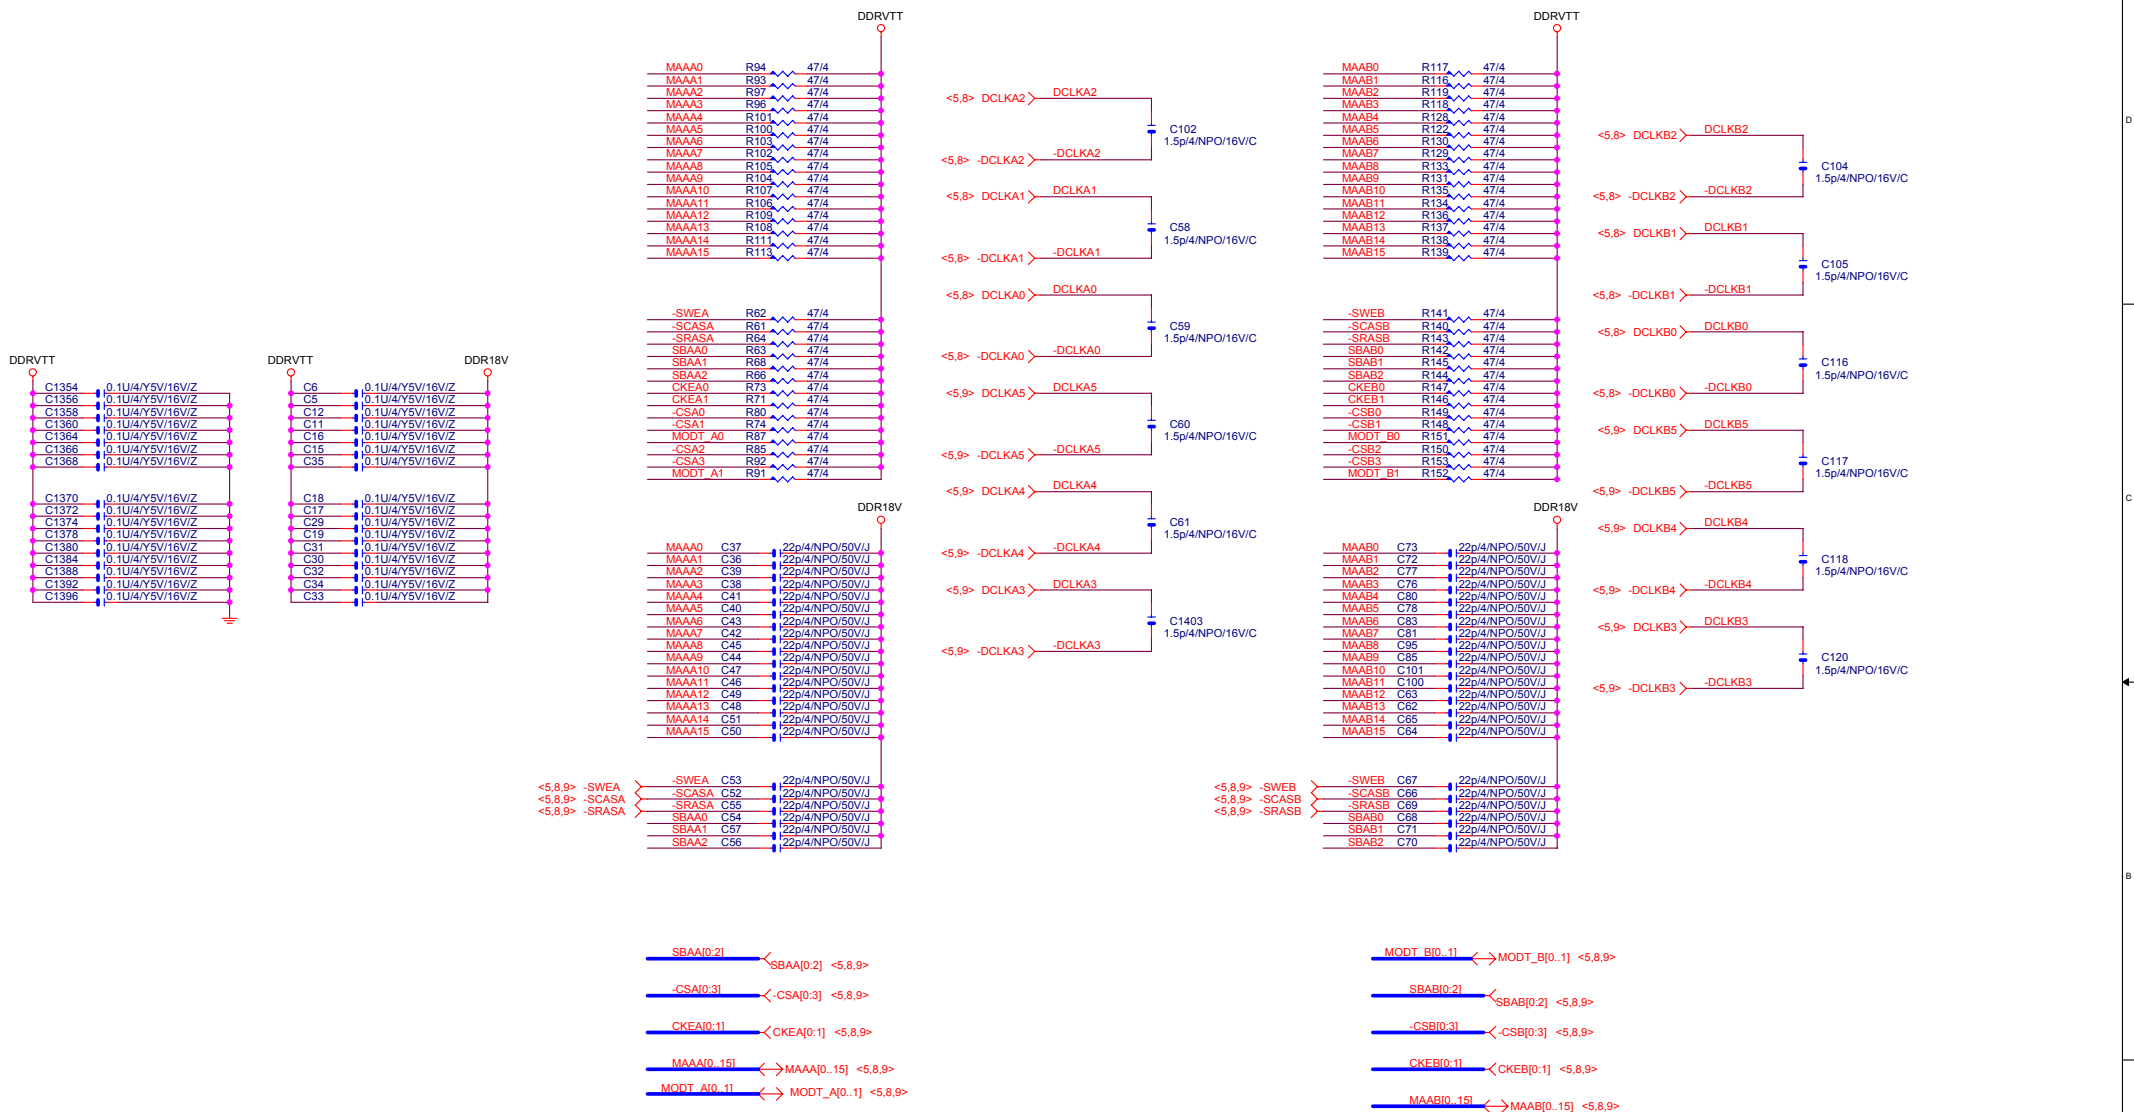 DDRVTT
C1354 0.1U/4/Y5V/16V/Z
C1356 0.1U/4/Y5V/16V/Z
C1358 0.1U/4/Y5V/16V/Z
C1360 0.1U/4/Y5V/16V/Z
C1364 0.1U/4/Y5V/16V/Z
C1366 0.1U/4/Y5V/16V/Z
C1368 0.1U/4/Y5V/16V/Z
C1370 0.1U/4/Y5V/16V/Z
C1372 0.1U/4/Y5V/16V/Z
C1374 0.1U/4/Y5V/16V/Z
C1378 0.1U/4/Y5V/16V/Z
C1380 0.1U/4/Y5V/16V/Z
C1384 0.1U/4/Y5V/16V/Z
C1388 0.1U/4/Y5V/16V/Z
C1392 0.1U/4/Y5V/16V/Z
C1396 0.1U/4/Y5V/16V/Z
DDRVTT DDR18V
C6 0.1U/4/Y5V/16V/Z
C5 0.1U/4/Y5V/16V/Z
C12 0.1U/4/Y5V/16V/Z
C11 0.1U/4/Y5V/16V/Z
C16 0.1U/4/Y5V/16V/Z
C15 0.1U/4/Y5V/16V/Z
C35 0.1U/4/Y5V/16V/Z
C18 0.1U/4/Y5V/16V/Z
C17 0.1U/4/Y5V/16V/Z
C29 0.1U/4/Y5V/16V/Z
C19 0.1U/4/Y5V/16V/Z
C31 0.1U/4/Y5V/16V/Z
C30 0.1U/4/Y5V/16V/Z
C32 0.1U/4/Y5V/16V/Z
C34 0.1U/4/Y5V/16V/Z
C33 0.1U/4/Y5V/16V/Z
DDRVTT
MAAA0 R94 47/4
MAAA1 R93 47/4
MAAA2 R97 47/4
MAAA3 R96 47/4
MAAA4 R101 47/4
MAAA5 R100 47/4
MAAA6 R103 47/4
MAAA7 R102 47/4
MAAA8 R105 47/4
MAAA9 R104 47/4
MAAA10 R107 47/4
MAAA11 R106 47/4
MAAA12 R109 47/4
MAAA13 R108 47/4
MAAA14 R111 47/4
MAAA15 R113 47/4
-SWEA R62 47/4
-SCASA R61 47/4
-SRASA R64 47/4
SBAA0 R63 47/4
SBAA1 R68 47/4
SBAA2 R66 47/4
CKEA0 R73 47/4
CKEA1 R71 47/4
-CSA0 R80 47/4
-CSA1 R74 47/4
MODT_A0 R87 47/4
-CSA2 R85 47/4
-CSA3 R92 47/4
MODT_A1 R91 47/4
DDR18V
MAAA0 C37 22p/4/NPO/50V/J
MAAA1 C36 22p/4/NPO/50V/J
MAAA2 C39 22p/4/NPO/50V/J
MAAA3 C38 22p/4/NPO/50V/J
MAAA4 C41 22p/4/NPO/50V/J
MAAA5 C40 22p/4/NPO/50V/J
MAAA6 C43 22p/4/NPO/50V/J
MAAA7 C42 22p/4/NPO/50V/J
MAAA8 C45 22p/4/NPO/50V/J
MAAA9 C44 22p/4/NPO/50V/J
MAAA10 C47 22p/4/NPO/50V/J
MAAA11 C46 22p/4/NPO/50V/J
MAAA12 C49 22p/4/NPO/50V/J
MAAA13 C48 22p/4/NPO/50V/J
MAAA14 C51 22p/4/NPO/50V/J
MAAA15 C50 22p/4/NPO/50V/J
<5,8,9> -SWEA -SWEA C53 22p/4/NPO/50V/J
<5,8,9> -SCASA -SCASA C52 22p/4/NPO/50V/J
<5,8,9> -SRASA -SRASA C55 22p/4/NPO/50V/J
SBAA0 C54 22p/4/NPO/50V/J
SBAA1 C57 22p/4/NPO/50V/J
SBAA2 C56 22p/4/NPO/50V/J
SBAA[0:2] SBAA[0:2] <5,8,9>
-CSA[0:3] -CSA[0:3] <5,8,9>
CKEA[0:1] CKEA[0:1] <5,8,9>
MAAA[0..15] MAAA[0..15] <5,8,9>
MODT_A[0..1] MODT_A[0..1] <5,8,9>
<5,8> DCLKA2 DCLKA2
C102
1.5p/4/NPO/16V/C
<5,8> -DCLKA2 -DCLKA2
<5,8> DCLKA1 DCLKA1
C58
1.5p/4/NPO/16V/C
<5,8> -DCLKA1 -DCLKA1
<5,8> DCLKA0 DCLKA0
C59
1.5p/4/NPO/16V/C
<5,8> -DCLKA0 -DCLKA0
<5,9> DCLKA5 DCLKA5
C60
1.5p/4/NPO/16V/C
<5,9> -DCLKA5 -DCLKA5
<5,9> DCLKA4 DCLKA4
C61
1.5p/4/NPO/16V/C
<5,9> -DCLKA4 -DCLKA4
<5,9> DCLKA3 DCLKA3
C1403
1.5p/4/NPO/16V/C
<5,9> -DCLKA3 -DCLKA3
DDRVTT
MAAB0 R117 47/4
MAAB1 R116 47/4
MAAB2 R119 47/4
MAAB3 R118 47/4
MAAB4 R128 47/4
MAAB5 R122 47/4
MAAB6 R130 47/4
MAAB7 R129 47/4
MAAB8 R133 47/4
MAAB9 R131 47/4
MAAB10 R135 47/4
MAAB11 R134 47/4
MAAB12 R136 47/4
MAAB13 R137 47/4
MAAB14 R138 47/4
MAAB15 R139 47/4
-SWEB R141 47/4
-SCASB R140 47/4
-SRASB R143 47/4
SBAB0 R142 47/4
SBAB1 R145 47/4
SBAB2 R144 47/4
CKEB0 R147 47/4
CKEB1 R146 47/4
-CSB0 R149 47/4
-CSB1 R148 47/4
MODT_B0 R151 47/4
-CSB2 R150 47/4
-CSB3 R153 47/4
MODT_B1 R152 47/4
DDR18V
MAAB0 C73 22p/4/NPO/50V/J
MAAB1 C72 22p/4/NPO/50V/J
MAAB2 C77 22p/4/NPO/50V/J
MAAB3 C76 22p/4/NPO/50V/J
MAAB4 C80 22p/4/NPO/50V/J
MAAB5 C78 22p/4/NPO/50V/J
MAAB6 C83 22p/4/NPO/50V/J
MAAB7 C81 22p/4/NPO/50V/J
MAAB8 C95 22p/4/NPO/50V/J
MAAB9 C85 22p/4/NPO/50V/J
MAAB10 C101 22p/4/NPO/50V/J
MAAB11 C100 22p/4/NPO/50V/J
MAAB12 C63 22p/4/NPO/50V/J
MAAB13 C62 22p/4/NPO/50V/J
MAAB14 C65 22p/4/NPO/50V/J
MAAB15 C64 22p/4/NPO/50V/J
<5,8,9> -SWEB -SWEB C67 22p/4/NPO/50V/J
<5,8,9> -SCASB -SCASB C66 22p/4/NPO/50V/J
<5,8,9> -SRASB -SRASB C69 22p/4/NPO/50V/J
SBAB0 C68 22p/4/NPO/50V/J
SBAB1 C71 22p/4/NPO/50V/J
SBAB2 C70 22p/4/NPO/50V/J
MODT_B[0..1] MODT_B[0..1] <5,8,9>
SBAB[0:2] SBAB[0:2] <5,8,9>
-CSB[0:3] -CSB[0:3] <5,8,9>
CKEB[0:1] CKEB[0:1] <5,8,9>
MAAB[0..15] MAAB[0..15] <5,8,9>
<5,8> DCLKB2 DCLKB2
C104
1.5p/4/NPO/16V/C
<5,8> -DCLKB2 -DCLKB2
<5,8> DCLKB1 DCLKB1
C105
1.5p/4/NPO/16V/C
<5,8> -DCLKB1 -DCLKB1
<5,8> DCLKB0 DCLKB0
C116
1.5p/4/NPO/16V/C
<5,8> -DCLKB0 -DCLKB0
<5,9> DCLKB5 DCLKB5
C117
1.5p/4/NPO/16V/C
<5,9> -DCLKB5 -DCLKB5
<5,9> DCLKB4 DCLKB4
C118
1.5p/4/NPO/16V/C
<5,9> -DCLKB4 -DCLKB4
<5,9> DCLKB3 DCLKB3
C120
1.5p/4/NPO/16V/C
<5,9> -DCLKB3 -DCLKB3
D
C
B